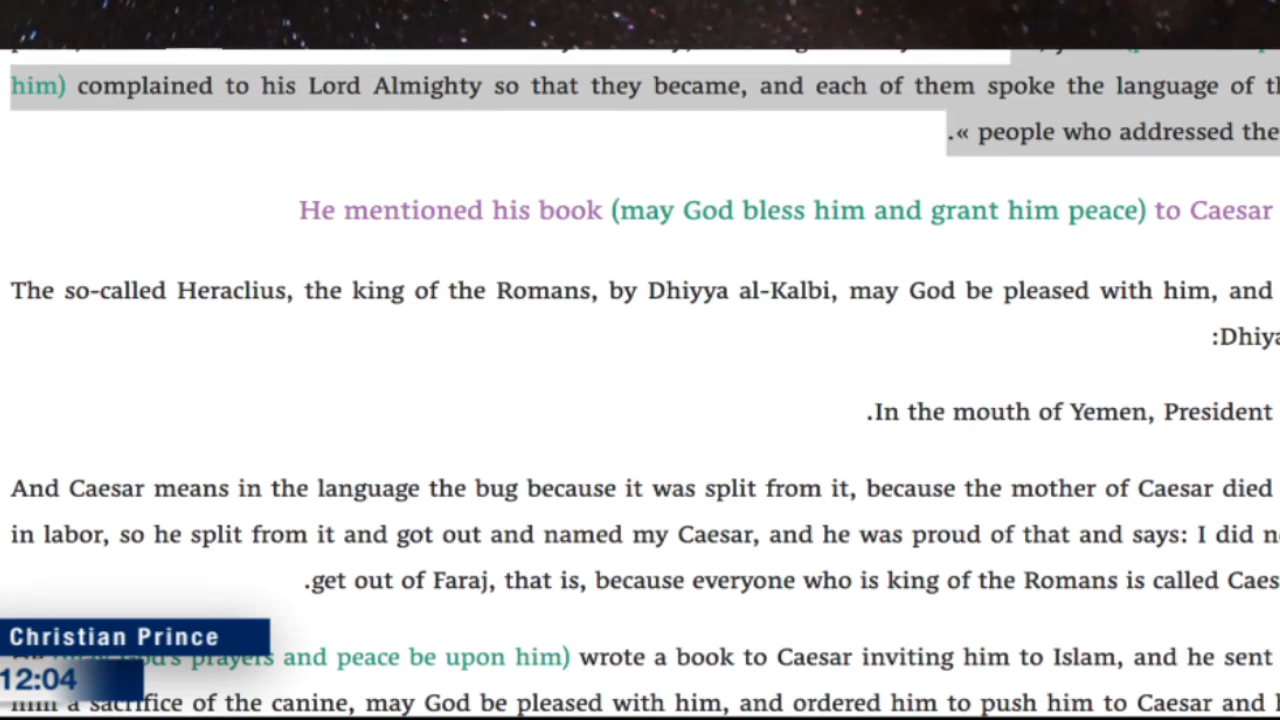 him) complained to his Lord Almighty so that they became, and each of them spoke the language of
.« people who addressed
He mentioned his book (may God bless him and grant him peace) to Caesar
The so-called Heraclius, the king of the Romans, by Dhiyya al-Kalbi, may God be pleased with him, and
:Dhiya
.In the mouth of Yemen, President
And Caesar means in the language the bug because it was split from it, because the mother of Caesar died
in labor, so he split from it and got out and named my Caesar, and he was proud of that and says: I did
.get out of Faraj, that is, because everyone who is king of the Romans is called
Christian Prince
God's prayers and peace be upon him) wrote a book to Caesar inviting him to Islam, and he sent
12:04
him a sacrifice of the canine, may God be pleased with him, and ordered him to push him to Caesar and